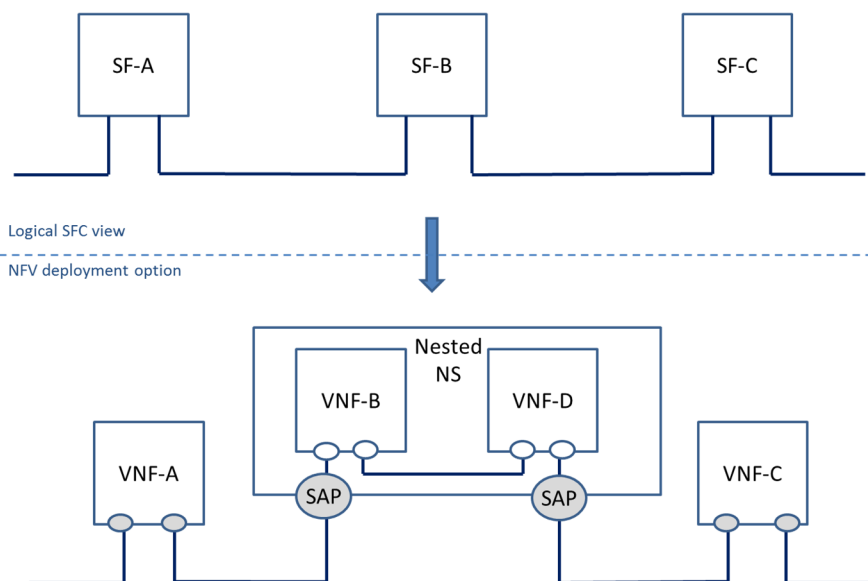 SF-A
SF-B
SF-C
Logical SFC view
NFV deployment option
Nested
NS
VNF-B
VNF-D
VNF-A
VNF-C
SAP
SAP